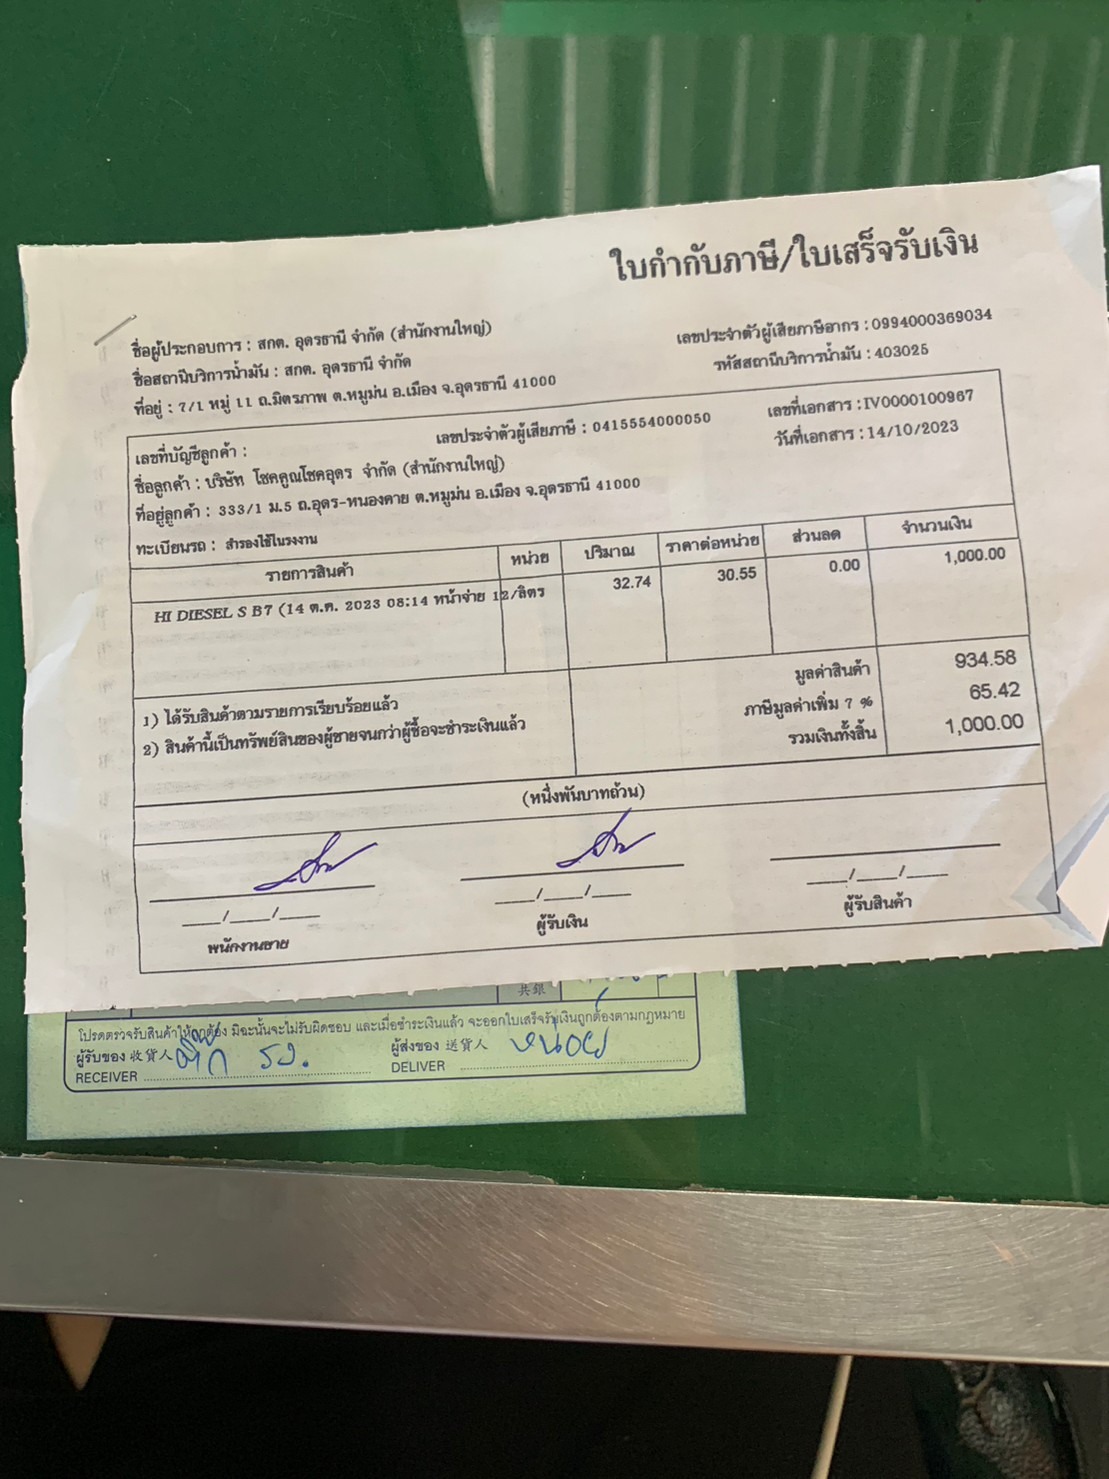 ใบกำกับภาษี/ใบเสร็จรับเงิน
ชื่อผู้ประกอบการ : สกต. อุดรธานี จำกัด (สำนักงานใหญ่)
เลขประจำตัวผู้เสียภาษีอากร : 0994000369034
ชื่อสถานีบริการน้ำมัน : สกต. อุดรธานี จำกัด
รหัสสถานีบริการน้ำมัน : 403025
ที่อยู่ : 7/1 หมู่ 11 ถ.มิตรภาพ ต.หมูม่น อ.เมือง จ.อุดรธานี 41000
เลขที่บัญชีลูกค้า :
เลขประจำตัวผู้เสียภาษี : 0415554000050
เลขที่เอกสาร : IV0000100967
ชื่อลูกค้า : บริษัท โชคคูณโชคอุดร จำกัด (สำนักงานใหญ่)
วันที่เอกสาร : 14/10/2023
ที่อยู่ลูกค้า : 333/1 ม.5 ถ.อุดร-หนองคาย ต.หมูม่น อ.เมือง จ.อุดรธานี 41000
ทะเบียนรถ : สำรองใช้ในรงงาน
รายการสินค้า หน่วย ปริมาณ ราคาต่อหน่วย ส่วนลด จำนวนเงิน
HI DIESEL S B7 (14 ต.ค. 2023 08:14 หน้าจ่าย 12/ลิตร 32.74 30.55 0.00 1,000.00
มูลค่าสินค้า 934.58
1) ได้รับสินค้าตามรายการเรียบร้อยแล้ว
ภาษีมูลค่าเพิ่ม 7 % 65.42
2) สินค้านี้เป็นทรัพย์สินของผู้ขายจนกว่าผู้ซื้อจะชำระเงินแล้ว
รวมเงินทั้งสิ้น 1,000.00
(หนึ่งพันบาทถ้วน)
___/___/___ ___/___/___ ___/___/___
พนักงานขาย ผู้รับเงิน ผู้รับสินค้า
共銀
โปรดตรวจรับสินค้าให้ถูกต้อง มิฉะนั้นจะไม่รับผิดชอบ และเมื่อชำระเงินแล้ว จะออกใบเสร็จรับเงินถูกต้องตามกฎหมาย
ผู้รับของ 收貨人 ผู้ส่งของ 送貨人 หน่อย
RECEIVER DELIVER